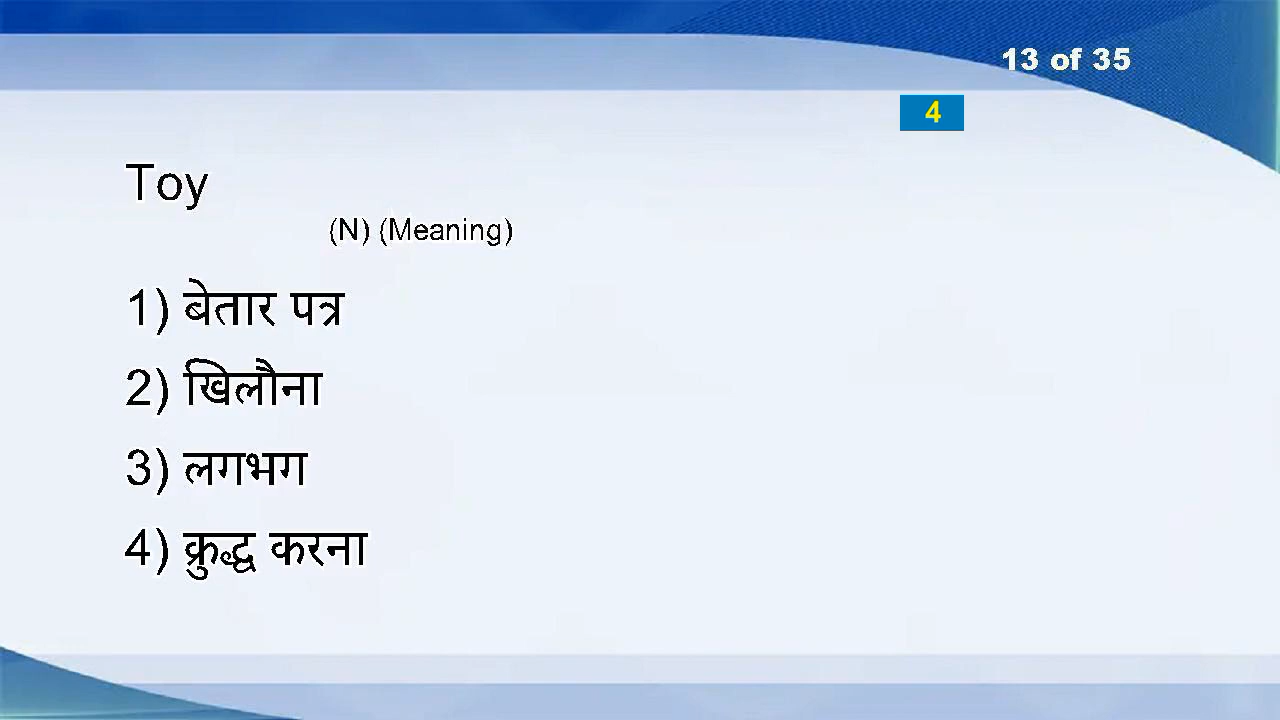 13 of 35
4
Toy
(N) (Meaning)
1) बेतार पत्र
2) खिलौना
3) लगभग
4) क्रुद्ध करना